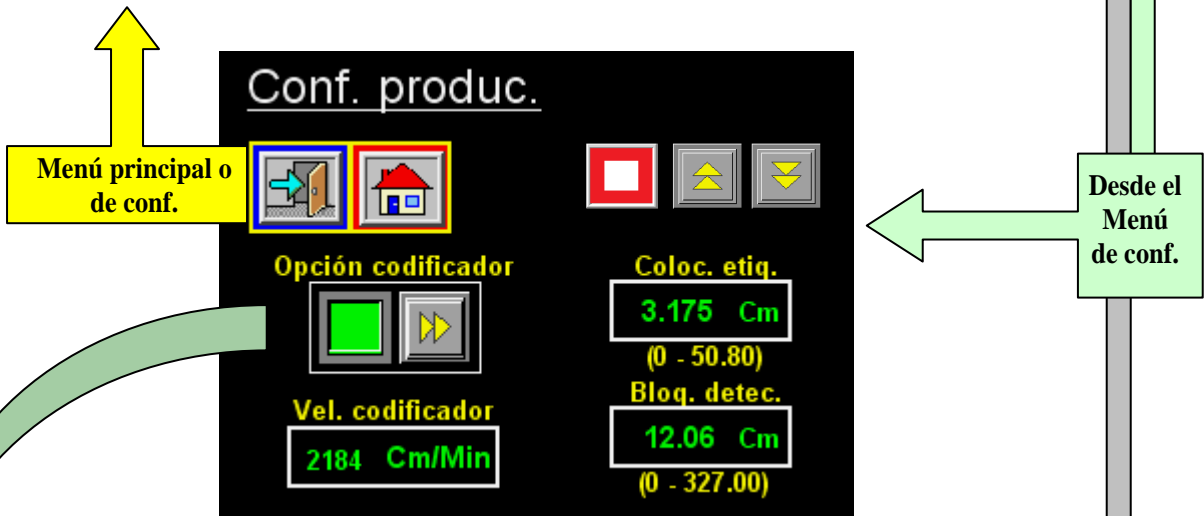 Conf. produc.
Menú principal o
de conf.
Desde el
Menú
de conf.
Opción codificador
Coloc. etiq.
3.175 Cm
(0 - 50.80)
Vel. codificador
2184 Cm/Min
Bloq. detec.
12.06 Cm
(0 - 327.00)